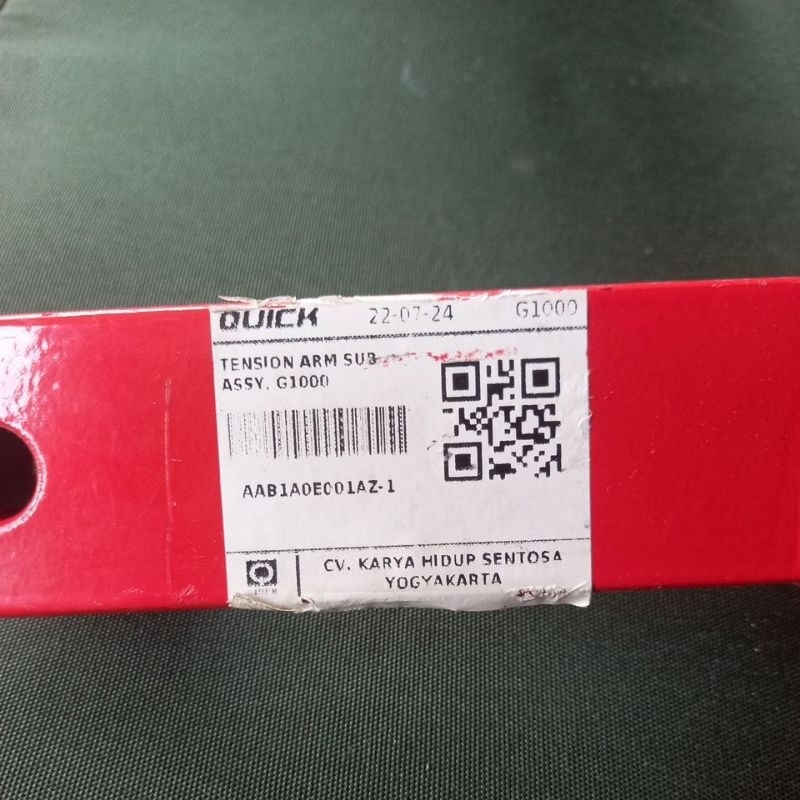 QUICK 22-07-24 G1000
TENSION ARM SUB
ASSY. G1000
AAB1A0E001AZ-1
CV. KARYA HIDUP SENTOSA
YOGYAKARTA